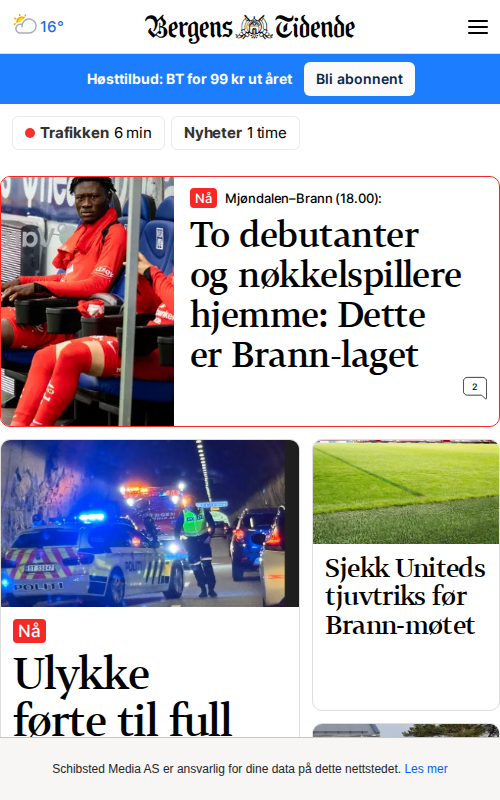 16°
Bergens Tidende
Høsttilbud: BT for 99 kr ut året
Bli abonnent
Trafikken 6 min
Nyheter 1 time
Nå Mjøndalen–Brann (18.00):
To debutanter
og nøkkelspillere
hjemme: Dette
er Brann-laget
2
POLITI
Sjekk Uniteds
tjuvtriks før
Brann-møtet
Nå
Ulykke
førte til full
Schibsted Media AS er ansvarlig for dine data på dette nettstedet. Les mer